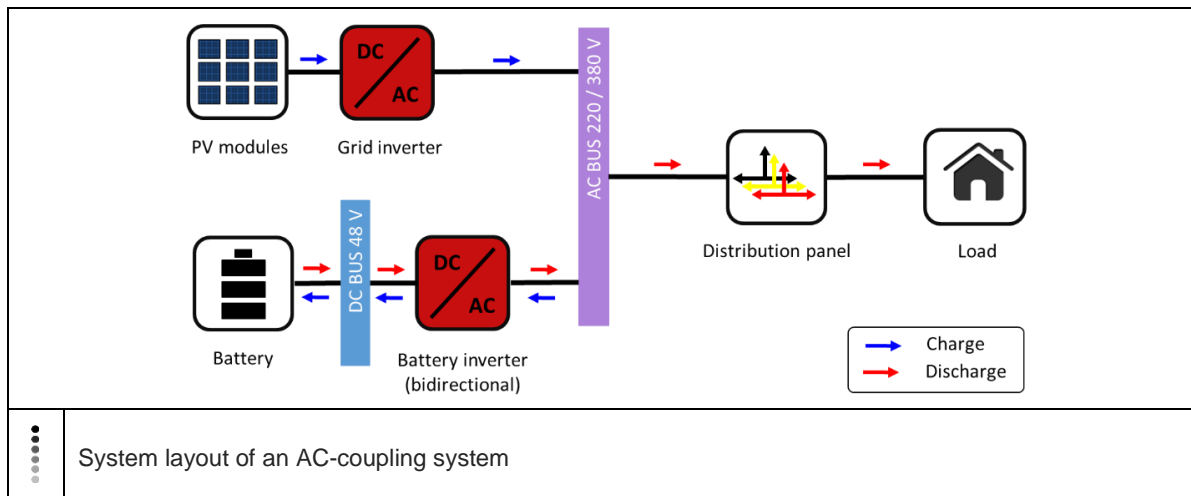 DC
AC
AC BUS 220 / 380 V
PV modules
Grid inverter
DC BUS 48 V
DC
AC
Distribution panel
Load
Battery
Battery inverter
(bidirectional)
Charge
Discharge
System layout of an AC-coupling system